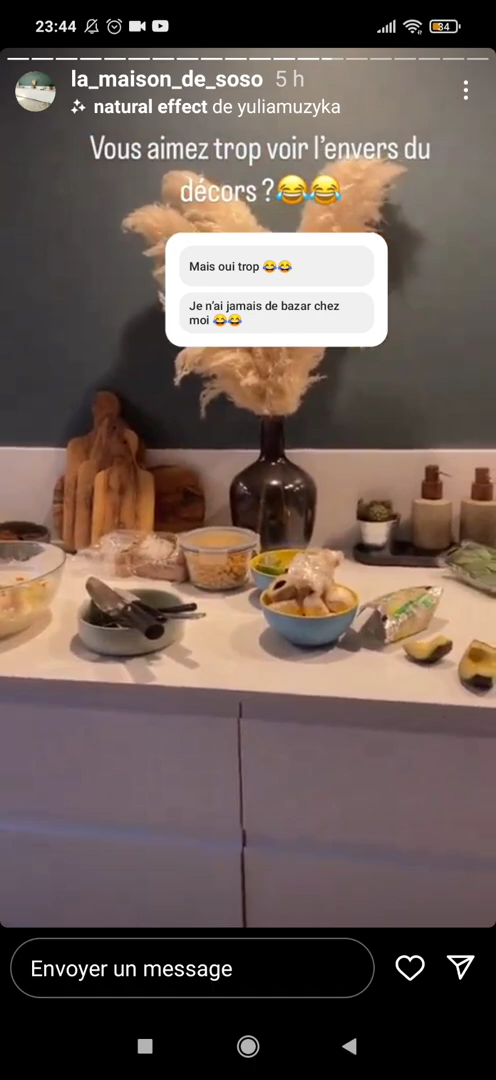 23:44
84
la_maison_de_soso 5 h
natural effect de yuliamuzyka
Vous aimez trop voir l'envers du
décors ?😂😂
Mais oui trop 😂😂
Je n'ai jamais de bazar chez
moi 😂😂
Envoyer un message